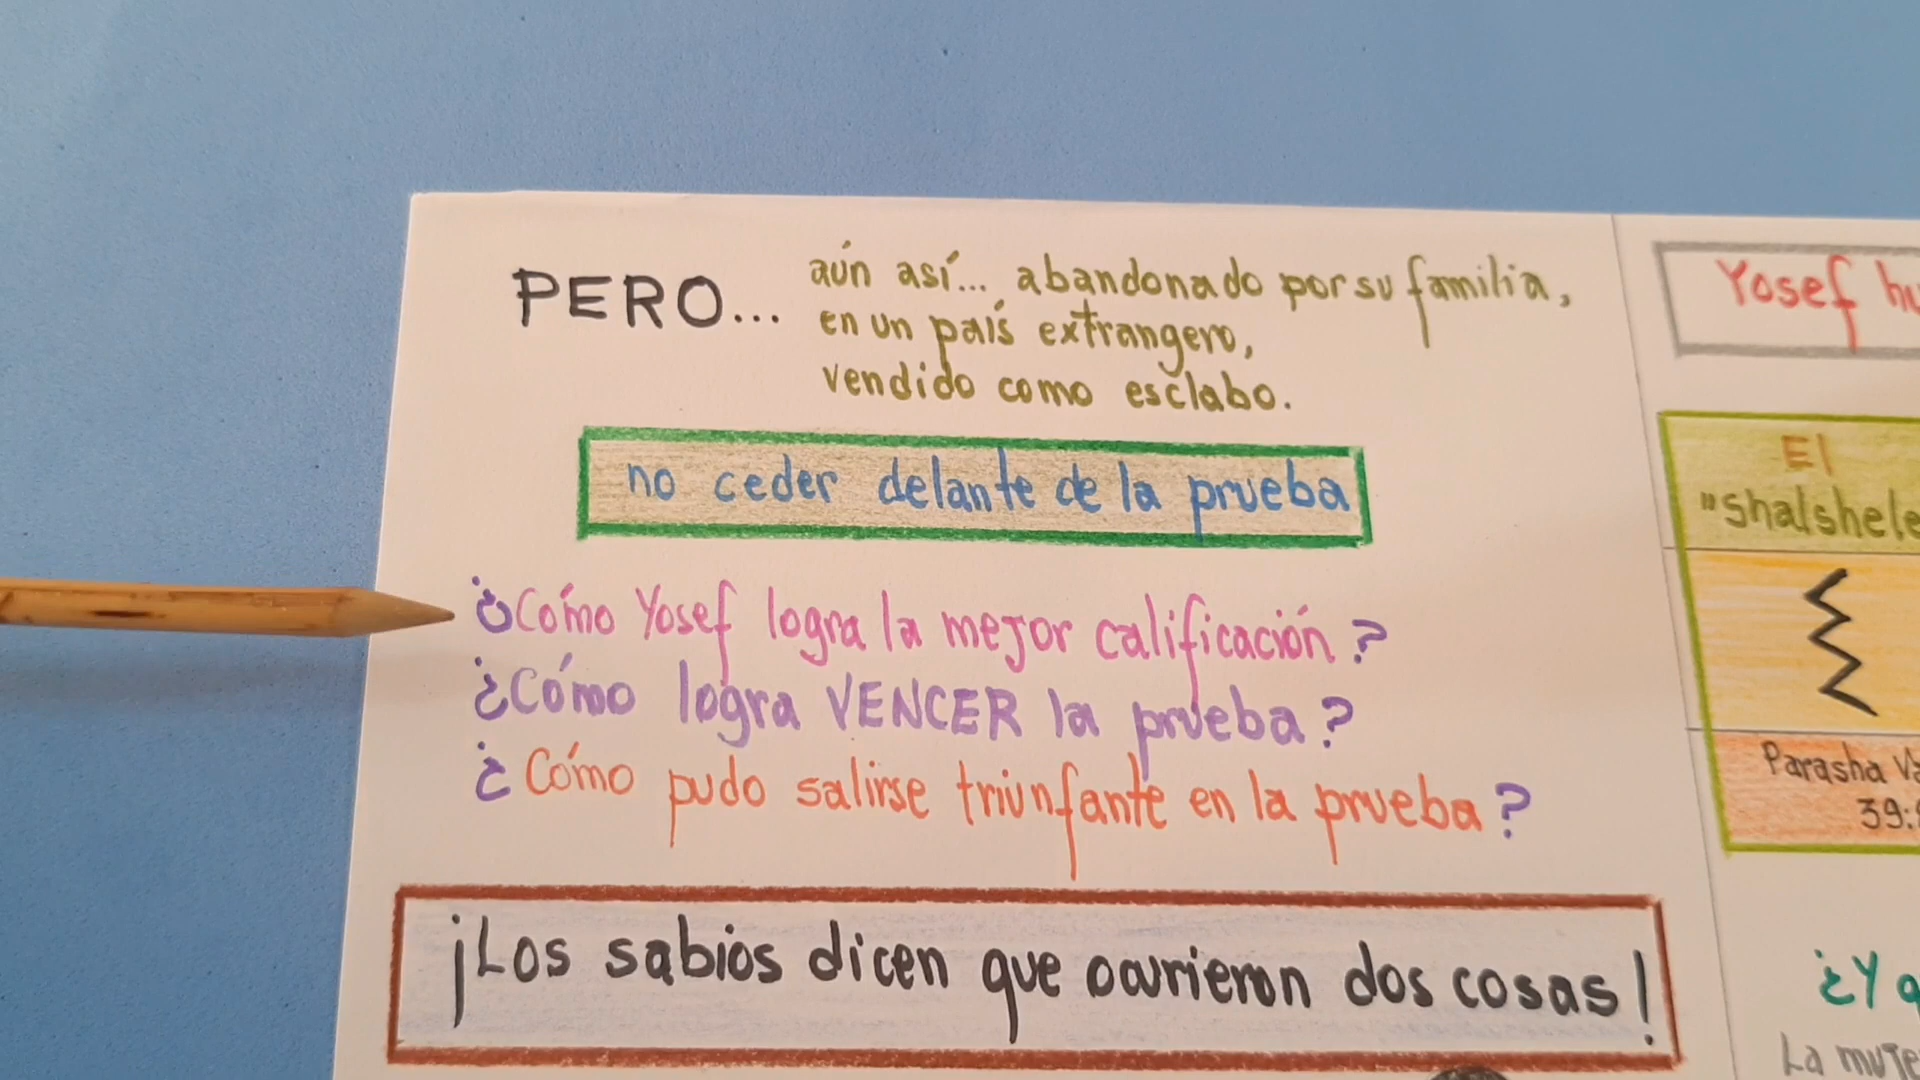 PERO... aún así... abandonado por su familia,
en un país extrangero,
vendido como esclabo.
no ceder delante de la prueba
¿Cómo Yosef logra la mejor calificación?
¿Cómo logra VENCER la prueba?
¿Cómo pudo salirse triunfante en la prueba?
¡Los sabios dicen que ocurrieron dos cosas!
Yosef
El
"Shalshele
Parasha
39:
¿Y
La